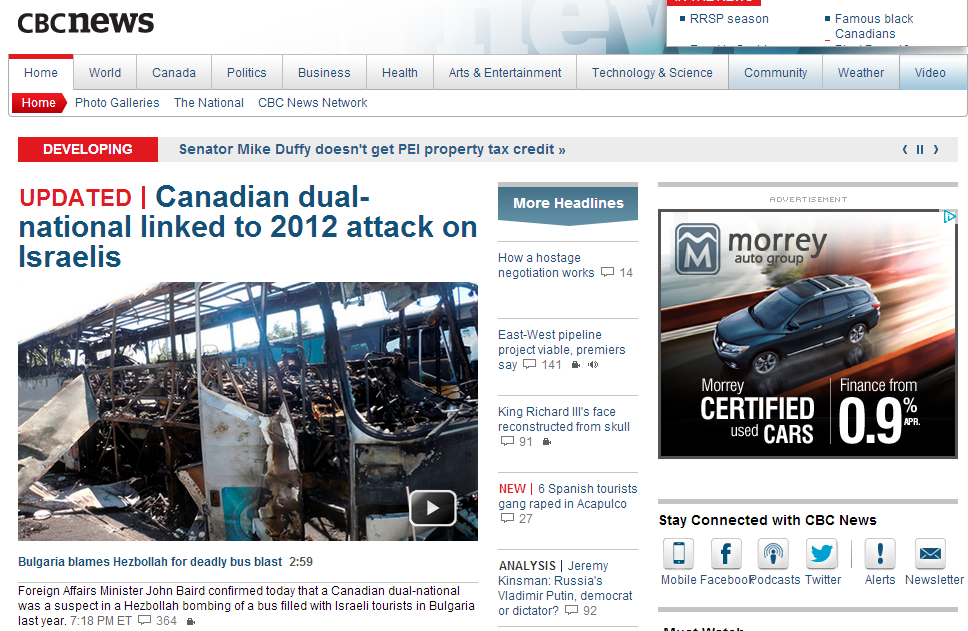 CBCnews
IN THE NEWS
RRSP season
Famous black
Canadians
Home
World
Canada
Politics
Business
Health
Arts & Entertainment
Technology & Science
Community
Weather
Video
Home
Photo Galleries
The National
CBC News Network
DEVELOPING
Senator Mike Duffy doesn't get PEI property tax credit »
UPDATED | Canadian dual-
national linked to 2012 attack on
Israelis
Bulgaria blames Hezbollah for deadly bus blast 2:59
Foreign Affairs Minister John Baird confirmed today that a Canadian dual-national
was a suspect in a Hezbollah bombing of a bus filled with Israeli tourists in Bulgaria
last year. 7:18 PM ET 364
More Headlines
How a hostage
negotiation works 14
East-West pipeline
project viable, premiers
say 141
King Richard III's face
reconstructed from skull
91
NEW | 6 Spanish tourists
gang raped in Acapulco
27
ANALYSIS | Jeremy
Kinsman: Russia's
Vladimir Putin, democrat
or dictator? 92
ADVERTISEMENT
M
morrey
auto group
Morrey
CERTIFIED
used CARS
Finance from
0.9%
APR.
Stay Connected with CBC News
Mobile
Facebook
Podcasts
Twitter
Alerts
Newsletter
Must Watch